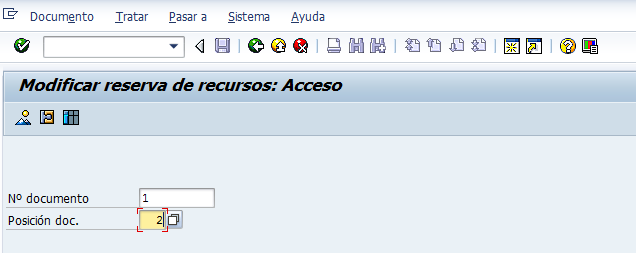 Documento Tratar Pasar a Sistema Ayuda
Modificar reserva de recursos: Acceso
Nº documento 1
Posición doc. 2